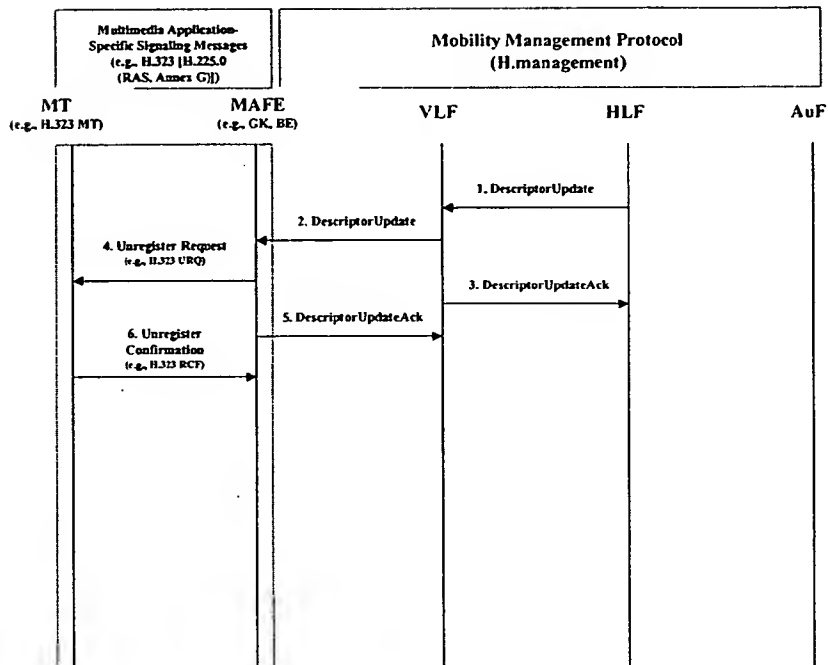 Multimedia Application-
Specific Signaling Messages
(e.g., H.323 [H.225.0
(RAS, Annex G)])
Mobility Management Protocol
(H.management)
MT
(e.g., H.323 MT)
MAFE
(e.g., GK, BE)
VLF
HLF
AuF
1. DescriptorUpdate
2. DescriptorUpdate
4. Unregister Request
(e.g., H.323 URQ)
3. DescriptorUpdateAck
5. DescriptorUpdateAck
6. Unregister
Confirmation
(e.g., H.323 RCF)